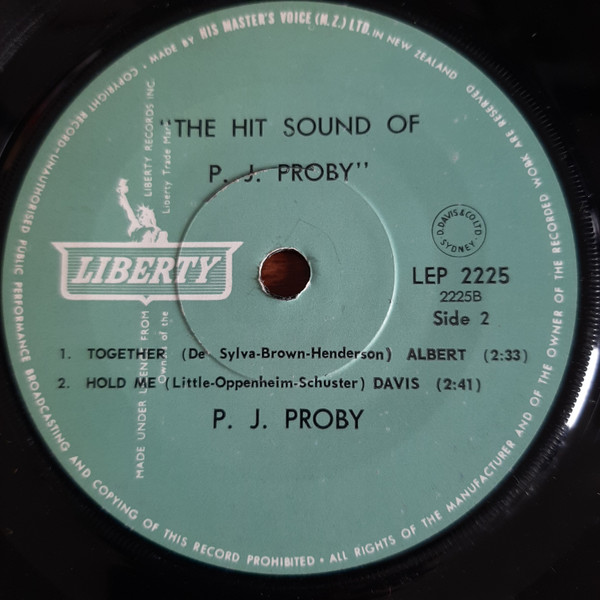 MADE BY HIS MASTER'S VOICE (N.Z.) LTD. IN NEW ZEALAND
"THE HIT SOUND OF
P. J. PROBY"
LIBERTY RECORDS INC.
Liberty Trade Mark
LIBERTY
D. DAVIS & CO. LTD.
SYDNEY.
LEP 2225
2225B
Side 2
1. TOGETHER (De Sylva-Brown-Henderson) ALBERT (2:33)
2. HOLD ME (Little-Oppenheim-Schuster) DAVIS (2:41)
P. J. PROBY
MADE UNDER LICENSE FROM
Owned of the
ALL RIGHTS OF THE MANUFACTURER AND OF THE OWNER OF THE RECORDED WORK ARE RESERVED
COPYRIGHT RECORD-UNAUTHORISED PUBLIC PERFORMANCE BROADCASTING AND COPYING OF THIS RECORD PROHIBITED